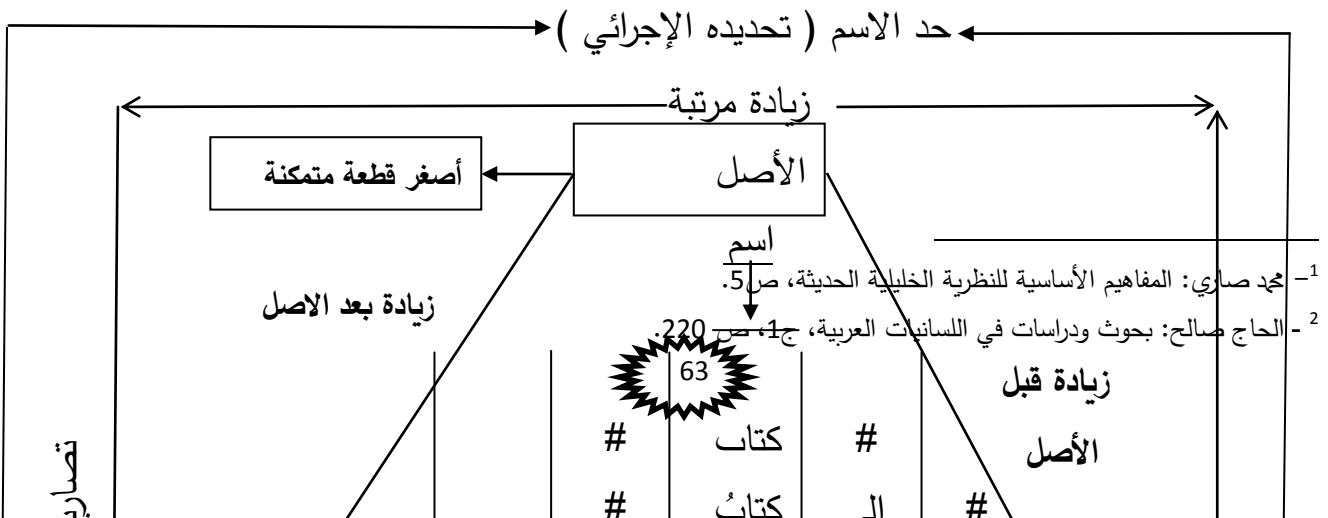 حد الاسم ( تحديده الإجرائي )
زيادة مرتبة
الأصل
أصغر قطعة متمكنة
اسم
1– محمد صاري: المفاهيم الأساسية للنظرية الخليلية الحديثة، ص5.
زيادة بعد الاصل
2 - الحاج صالح: بحوث ودراسات في اللسانيات العربية، ج1، ص 220.
63
زيادة قبل
الأصل
# كتاب #
# الـ كتابُ #